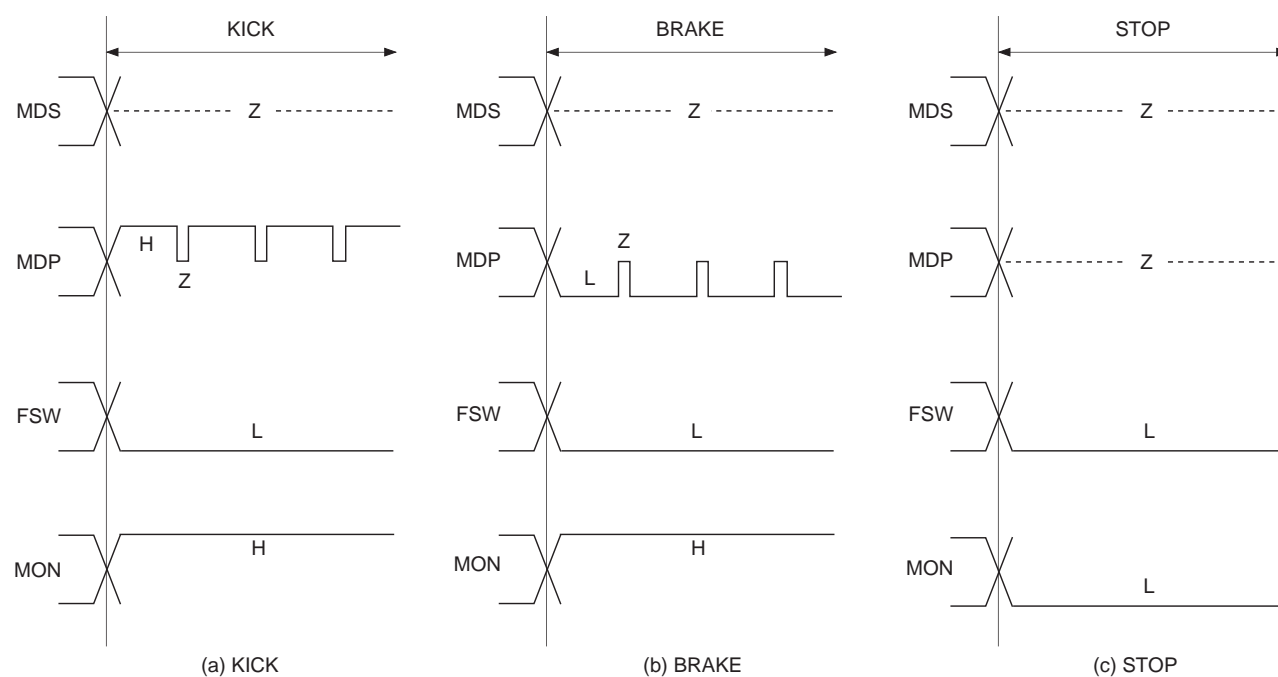 KICK
MDS
Z
MDP
H
Z
FSW
L
MON
H
(a) KICK
BRAKE
MDS
Z
MDP
Z
L
FSW
L
MON
H
(b) BRAKE
STOP
MDS
Z
MDP
Z
FSW
L
MON
L
(c) STOP